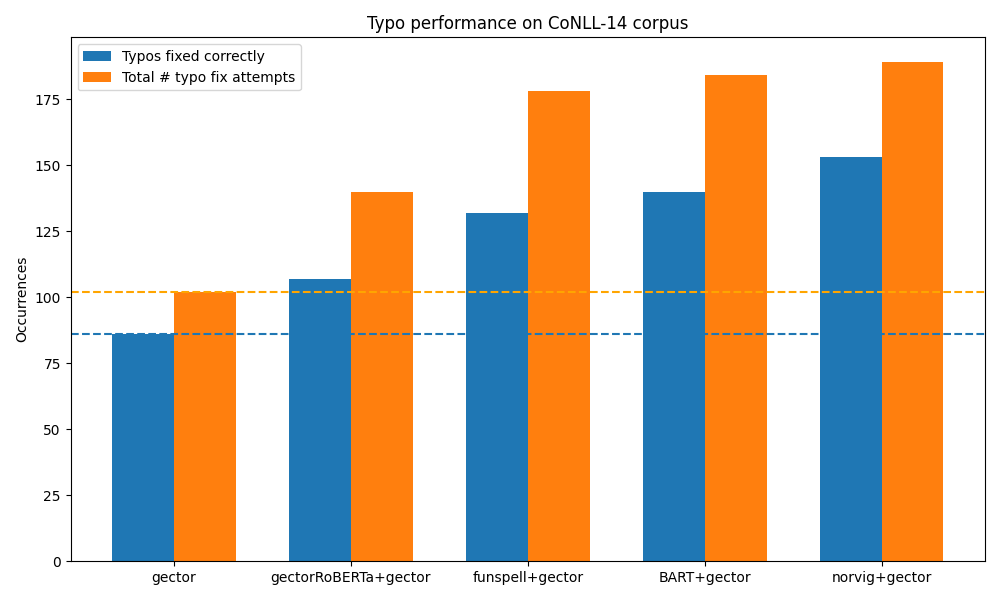 Typo performance on CoNLL-14 corpus
Typos fixed correctly
Total # typo fix attempts
Occurrences
175
150
125
100
75
50
25
0
gector
gectorRoBERTa+gector
funspell+gector
BART+gector
norvig+gector